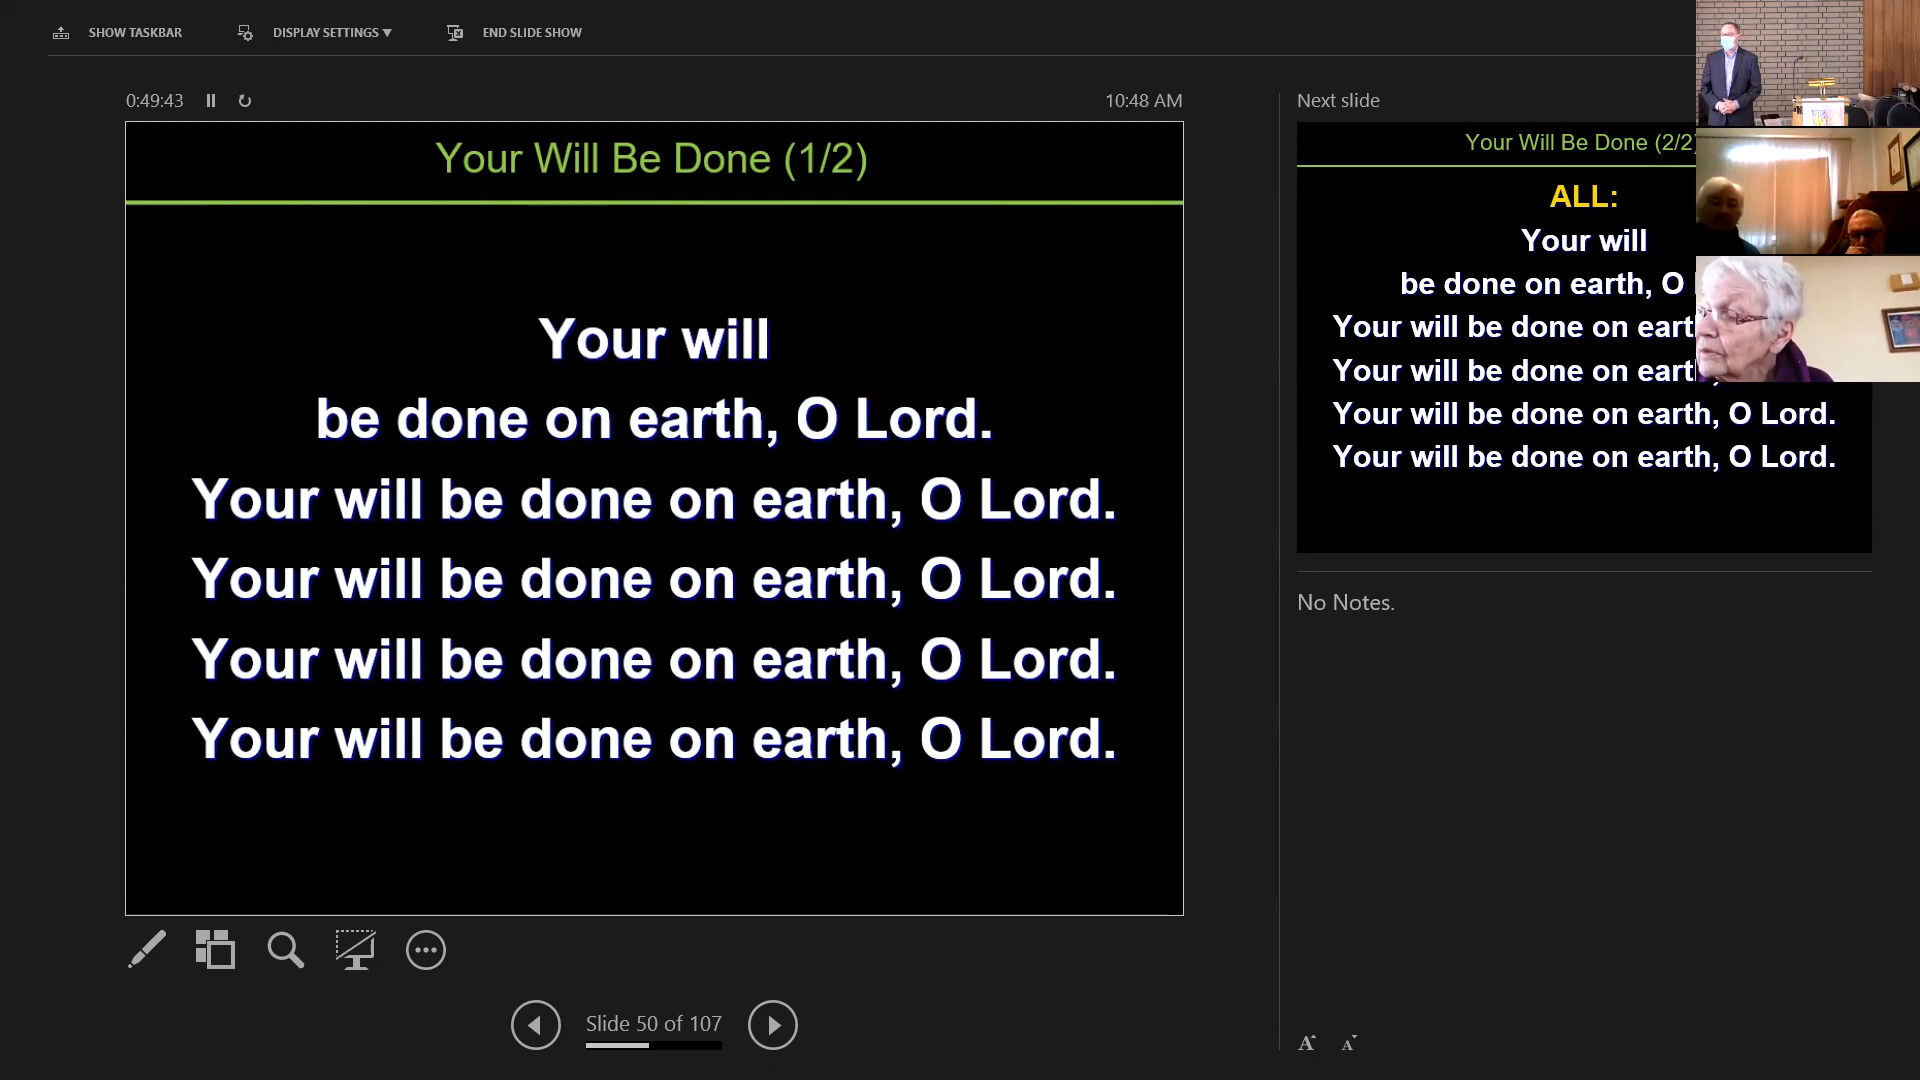 SHOW TASKBAR
DISPLAY SETTINGS ▼
END SLIDE SHOW
0:49:43
10:48 AM
Your Will Be Done (1/2)
Your will
be done on earth, O Lord.
Your will be done on earth, O Lord.
Your will be done on earth, O Lord.
Your will be done on earth, O Lord.
Your will be done on earth, O Lord.
Slide 50 of 107
Next slide
Your Will Be Done (2/2)
ALL:
Your will
be done on earth, O
Your will be done on
Your will be done on
Your will be done on earth, O Lord.
Your will be done on earth, O Lord.
No Notes.
A A